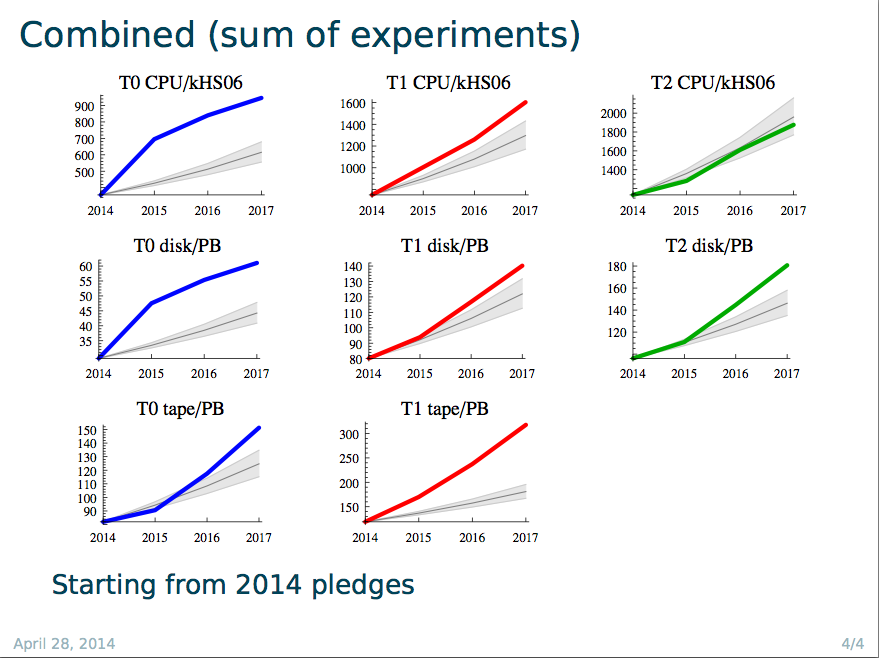 Combined (sum of experiments)
T0 CPU/kHS06
900
800
700
600
500
2014 2015 2016 2017
T1 CPU/kHS06
1600
1400
1200
1000
2014 2015 2016 2017
T2 CPU/kHS06
2000
1800
1600
1400
2014 2015 2016 2017
T0 disk/PB
60
55
50
45
40
35
2014 2015 2016 2017
T1 disk/PB
140
130
120
110
100
90
80
2014 2015 2016 2017
T2 disk/PB
180
160
140
120
2014 2015 2016 2017
T0 tape/PB
150
140
130
120
110
100
90
2014 2015 2016 2017
T1 tape/PB
300
250
200
150
2014 2015 2016 2017
Starting from 2014 pledges
April 28, 2014
4/4